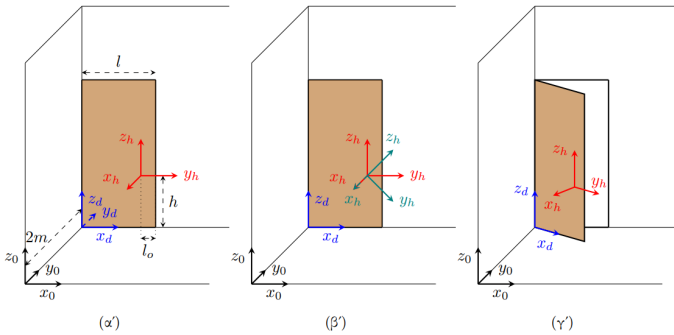 l
z_h
x_h
y_h
z_d
y_d
h
2m
x_d
z_0
y_0
l_o
x_0
(α′)
z_h
z_h
x_h
x_h
y_h
y_h
z_d
x_d
z_0
y_0
x_0
(β′)
z_h
z_d
x_h
y_h
x_d
z_0
y_0
x_0
(γ′)